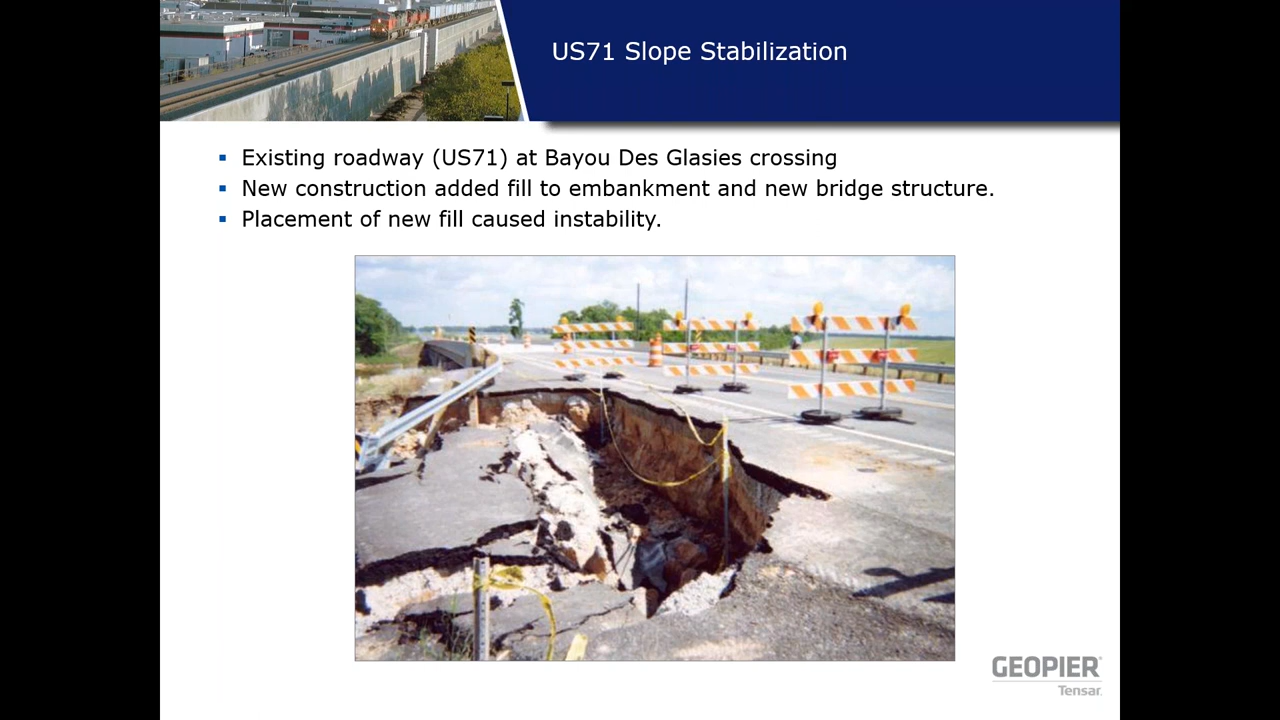 US71 Slope Stabilization
▪ Existing roadway (US71) at Bayou Des Glasies crossing
▪ New construction added fill to embankment and new bridge structure.
▪ Placement of new fill caused instability.
GEOPIER®
Tensar.